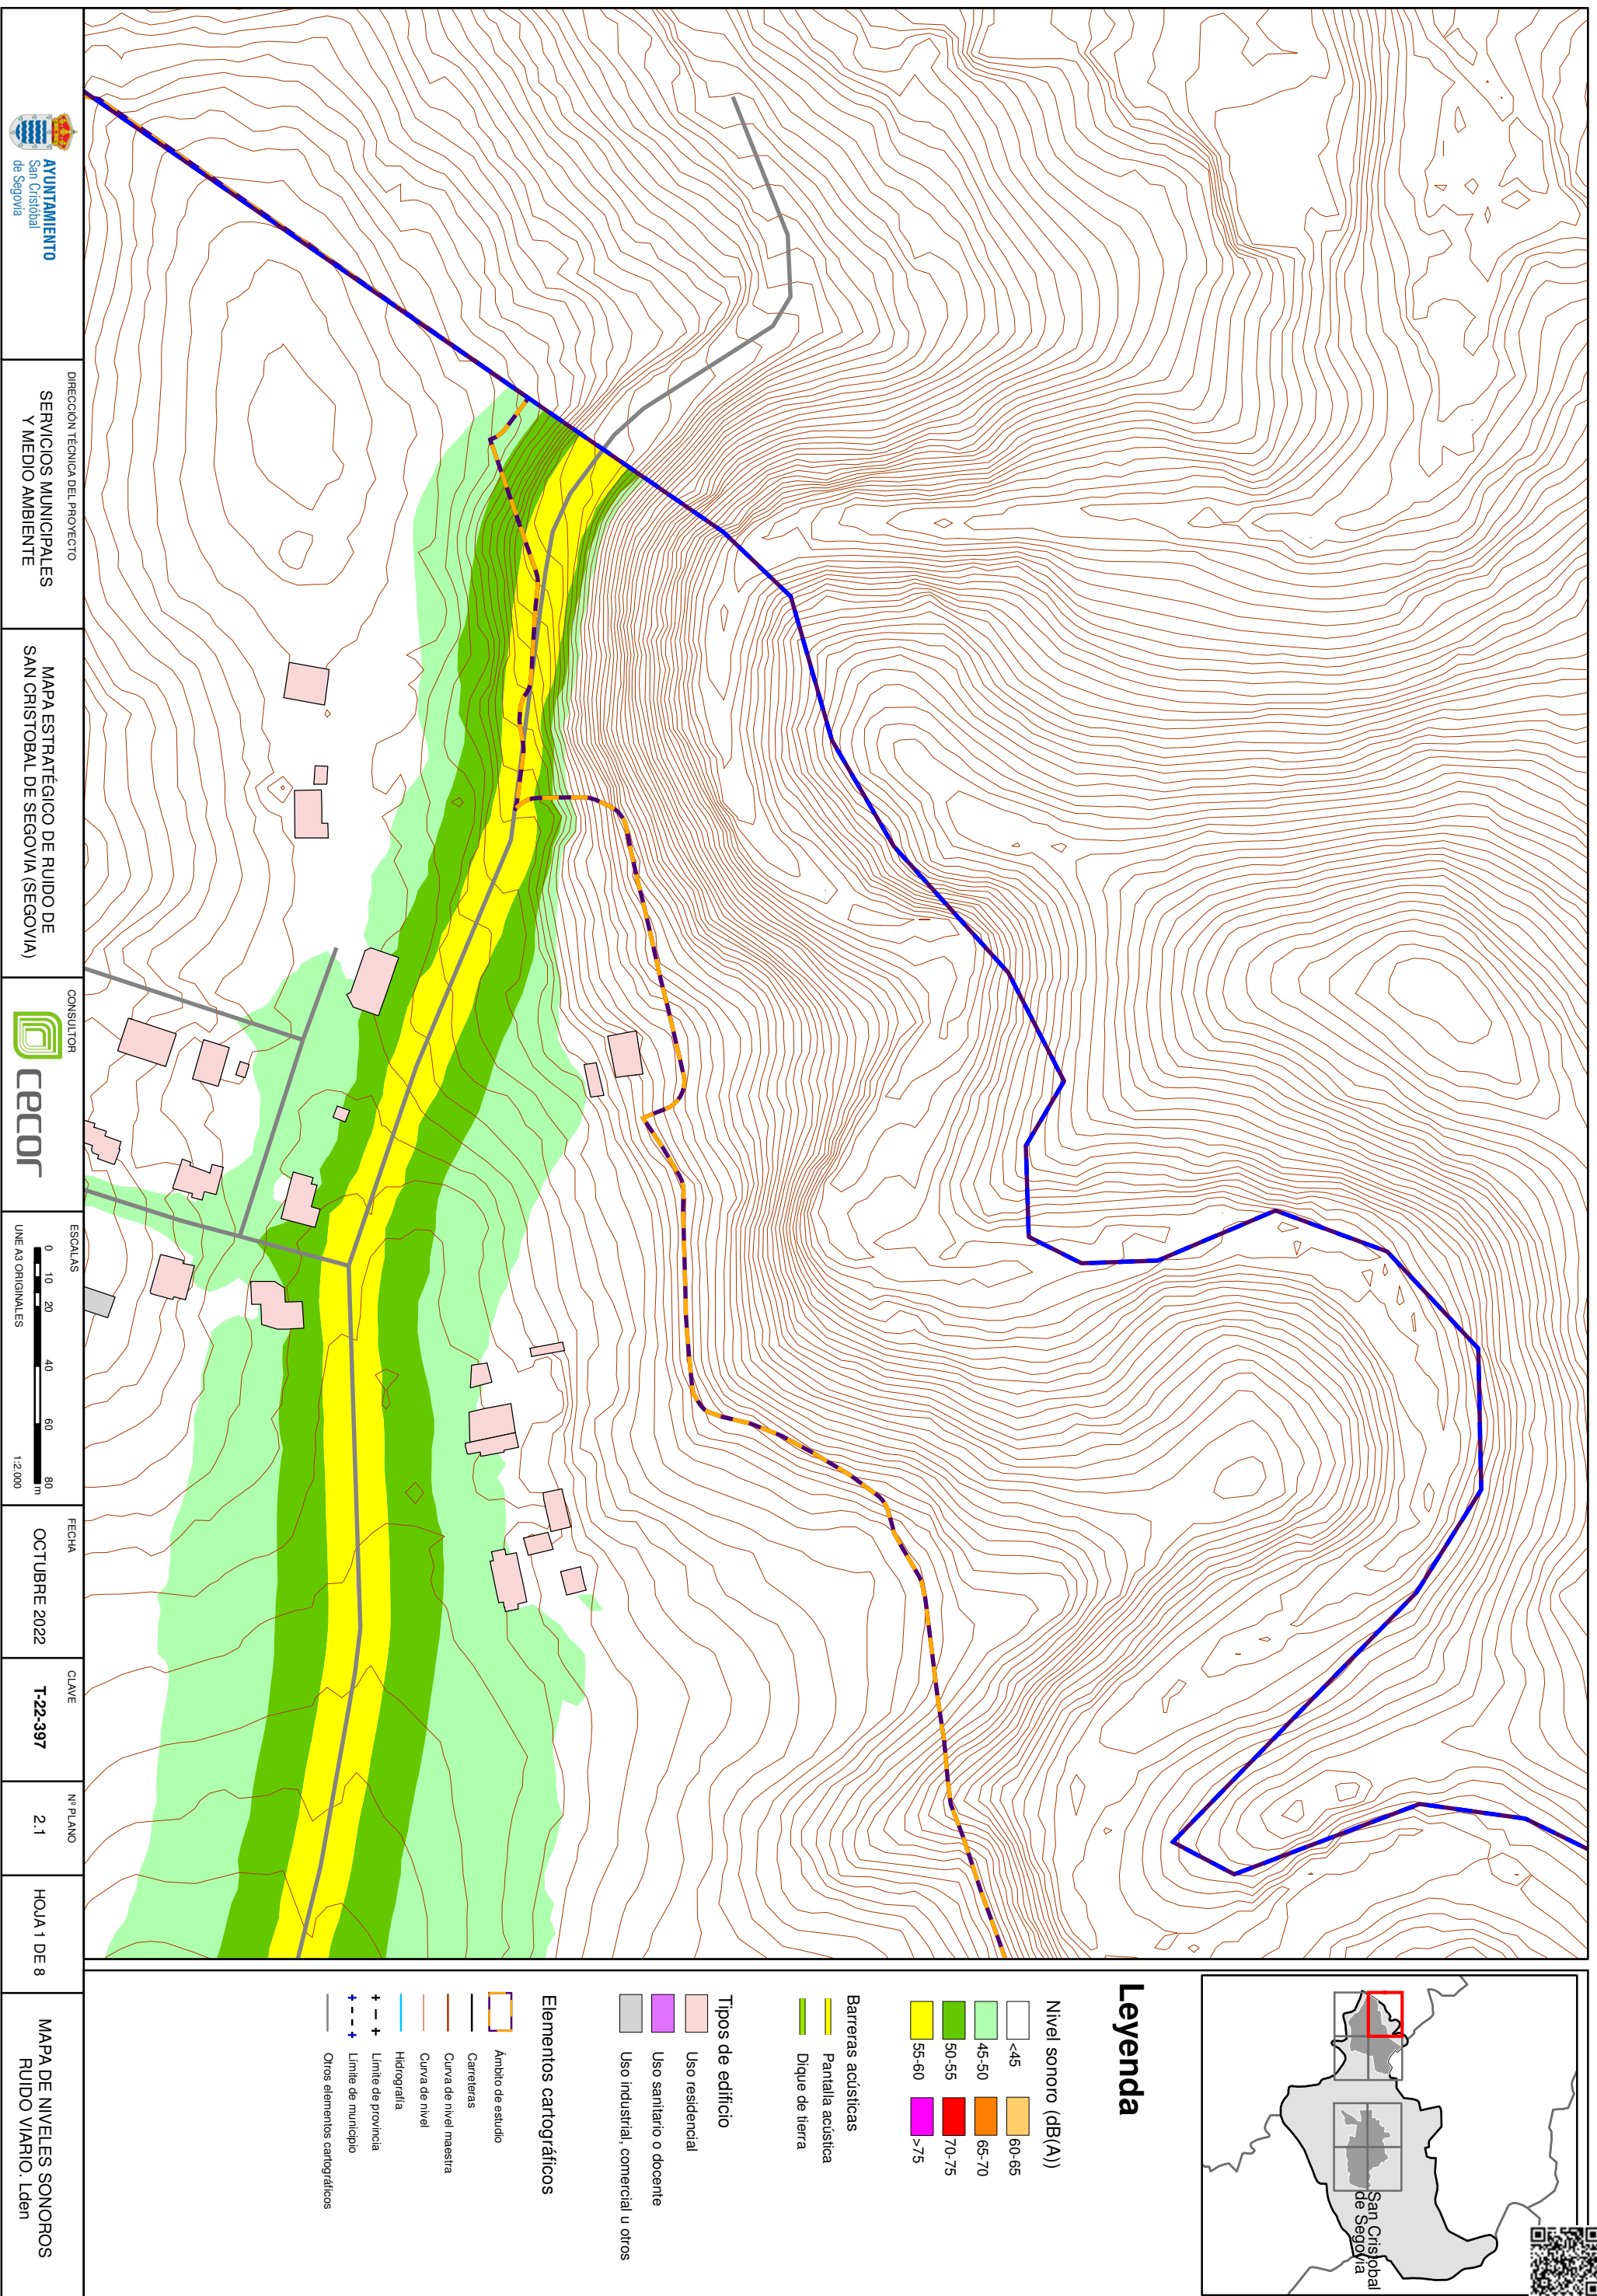 San Cristobal
de Segovia
Leyenda
Nivel sonoro (dB(A))
<45
45-50
50-55
55-60
60-65
65-70
70-75
>75
Barreras acústicas
Pantalla acústica
Dique de tierra
Tipos de edificio
Uso residencial
Uso sanitario o docente
Uso industrial, comercial u otros
Elementos cartográficos
Ámbito de estudio
Carreteras
Curva de nivel maestra
Curva de nivel
Hidrografía
Límite de provincia
Límite de municipio
Otros elementos cartográficos
AYUNTAMIENTO
San Cristóbal
de Segovia
DIRECCIÓN TÉCNICA DEL PROYECTO
SERVICIOS MUNICIPALES
Y MEDIO AMBIENTE
MAPA ESTRATÉGICO DE RUIDO DE
SAN CRISTOBAL DE SEGOVIA (SEGOVIA)
CONSULTOR
cecor
ESCALAS
0 10 20 40 60 80 m
UNE A3 ORIGINALES 1:2.000
FECHA
OCTUBRE 2022
CLAVE
T-22-397
Nº PLANO
2.1
HOJA 1 DE 8
MAPA DE NIVELES SONOROS
RUIDO VIARIO. Lden